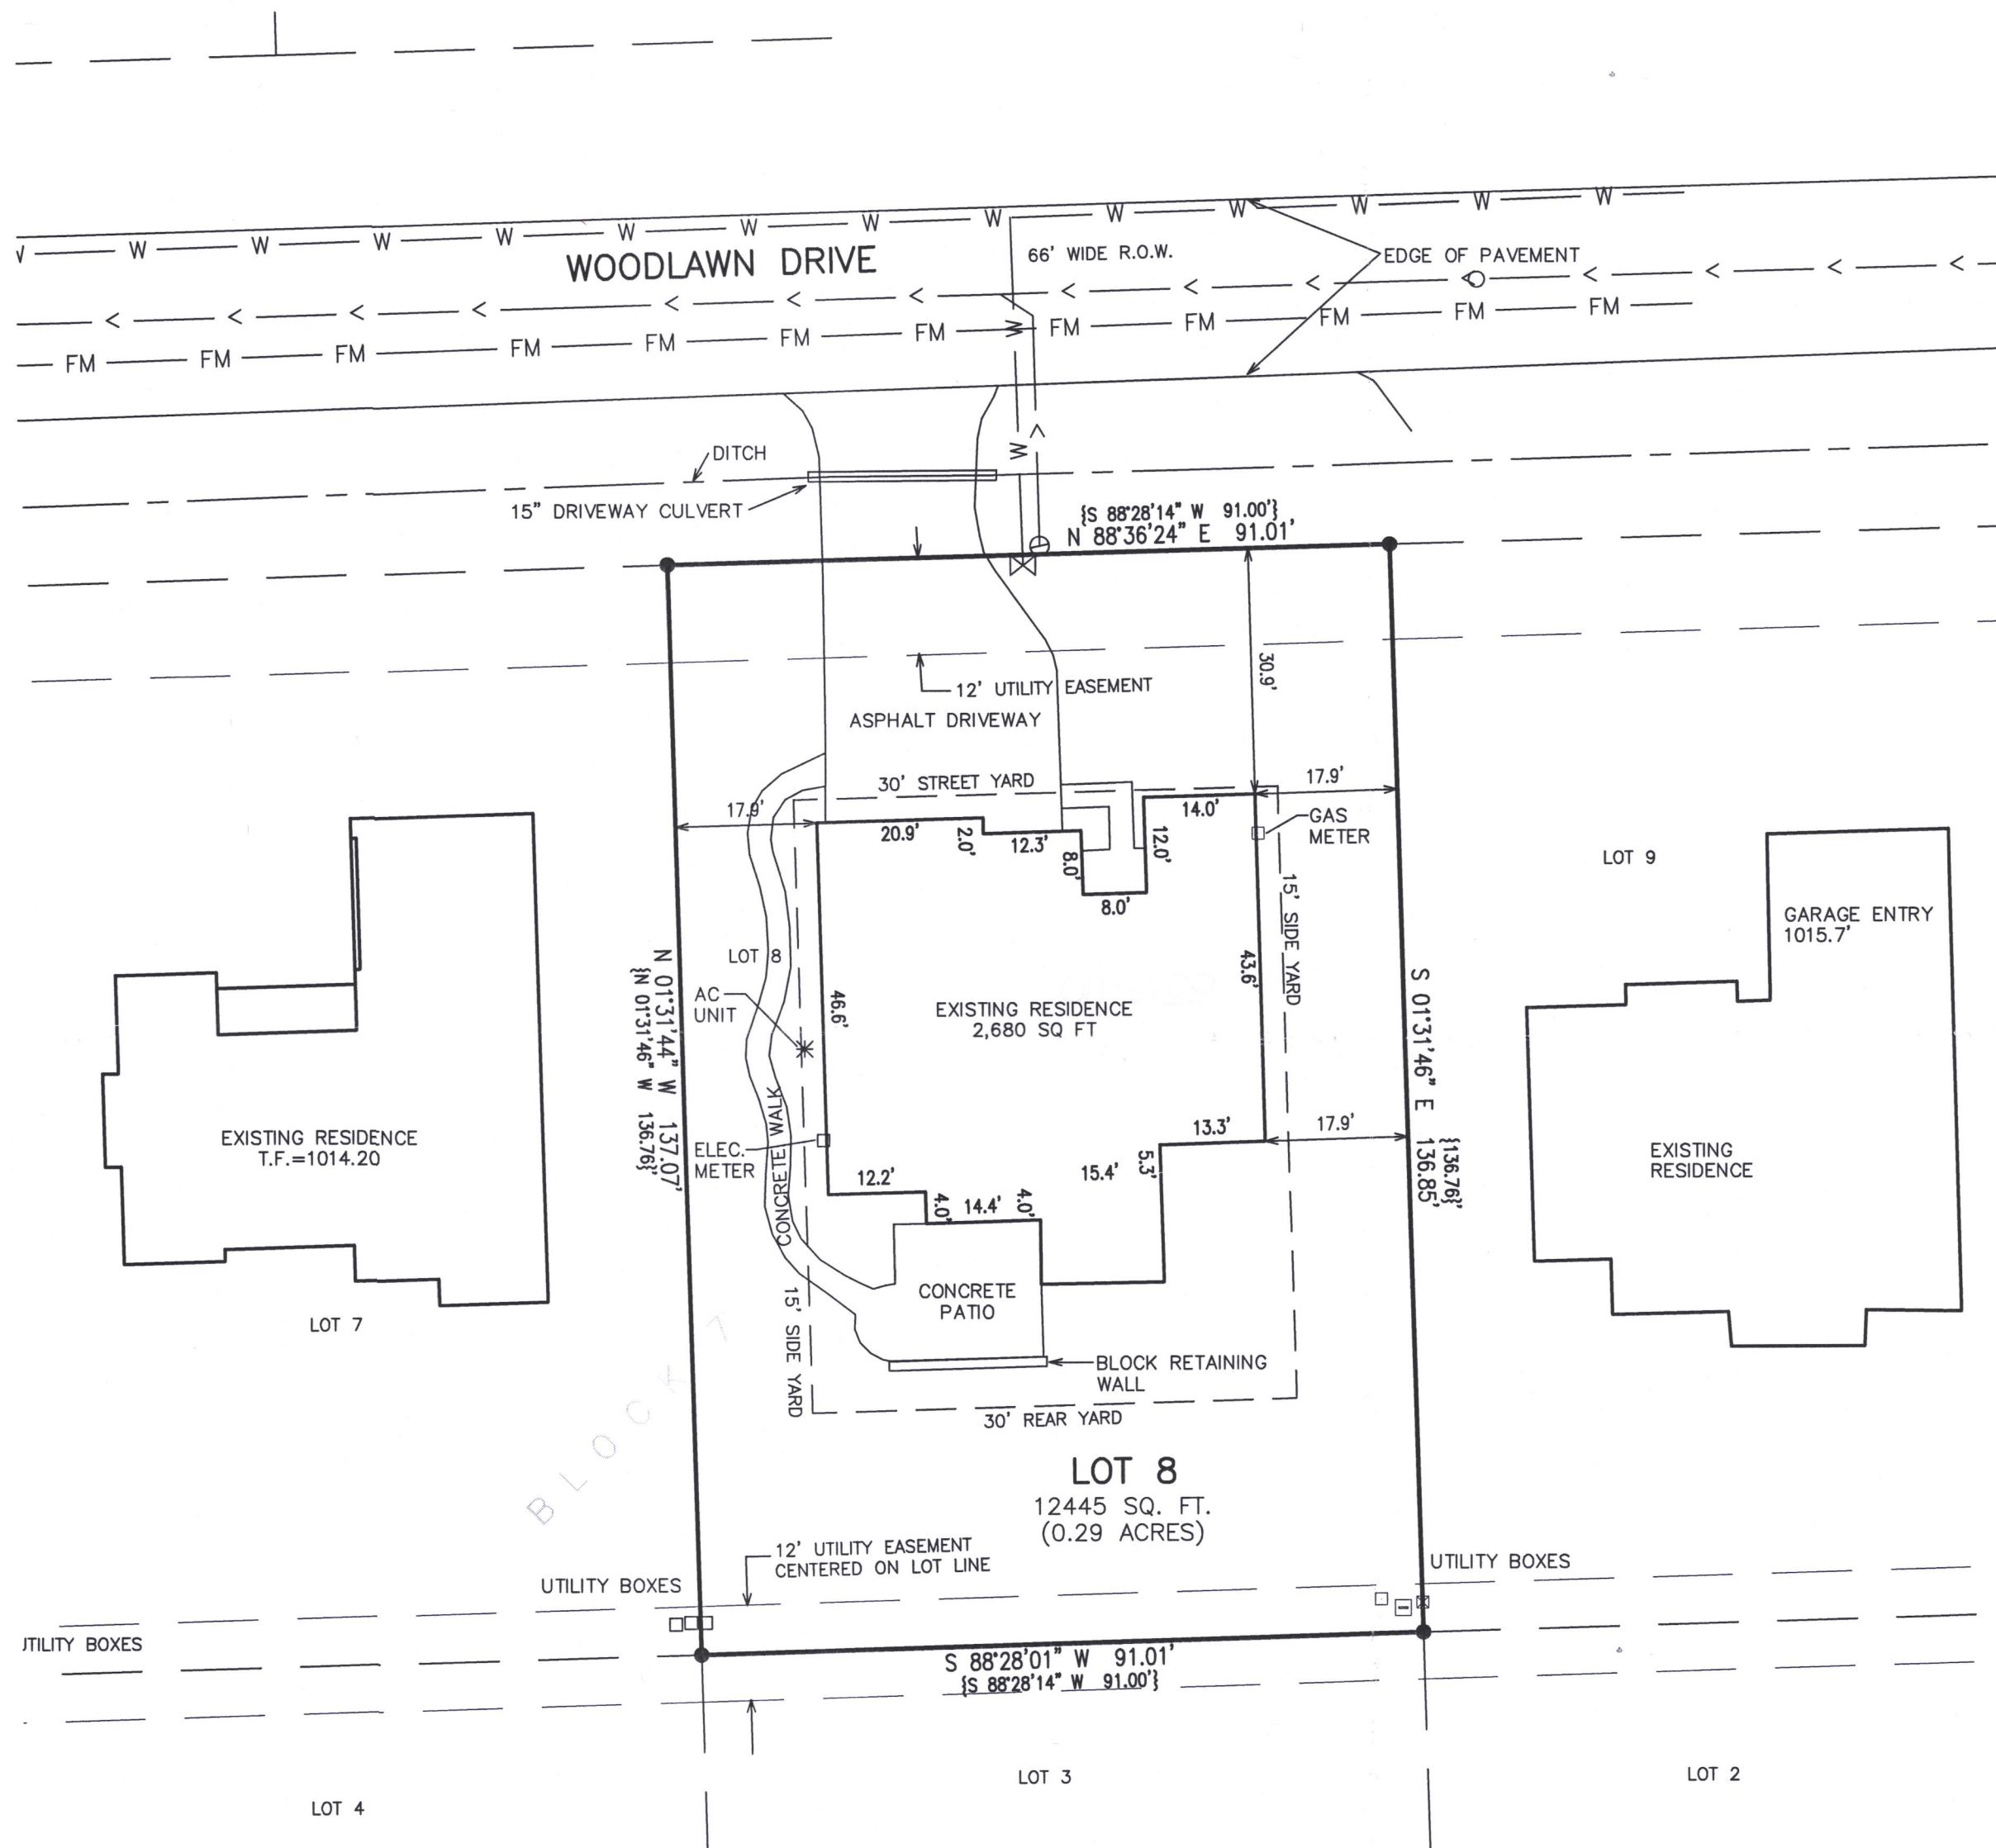 W W W W W W W W W W W W W
WOODLAWN DRIVE
66' WIDE R.O.W.
EDGE OF PAVEMENT
FM FM FM FM FM FM FM FM FM FM FM FM
W
W
DITCH
15" DRIVEWAY CULVERT
{S 88°28'14" W 91.00'}
N 88°36'24" E 91.01'
30.9'
12' UTILITY EASEMENT
ASPHALT DRIVEWAY
30' STREET YARD
17.9'
17.9'
20.9'
2.0'
12.3'
8.0'
8.0'
12.0'
14.0'
GAS
METER
LOT 9
GARAGE ENTRY
1015.7'
15' SIDE YARD
LOT 8
N 01°31'44" W 137.07'
{N 01°31'46" W 136.76}'
AC
UNIT
46.6'
43.6'
EXISTING RESIDENCE
2,680 SQ FT
S 01°31'46" E 136.85'
{136.76}'
EXISTING RESIDENCE
T.F.=1014.20
CONCRETE WALK
ELEC.
METER
13.3'
17.9'
5.3'
15.4'
12.2'
4.0'
14.4'
4.0'
EXISTING
RESIDENCE
CONCRETE
PATIO
LOT 7
15' SIDE YARD
BLOCK RETAINING
WALL
30' REAR YARD
BLOCK 7
LOT 8
12445 SQ. FT.
(0.29 ACRES)
12' UTILITY EASEMENT
CENTERED ON LOT LINE
UTILITY BOXES
UTILITY BOXES
UTILITY BOXES
S 88°28'01" W 91.01'
{S 88°28'14" W 91.00'}
LOT 3
LOT 2
LOT 4